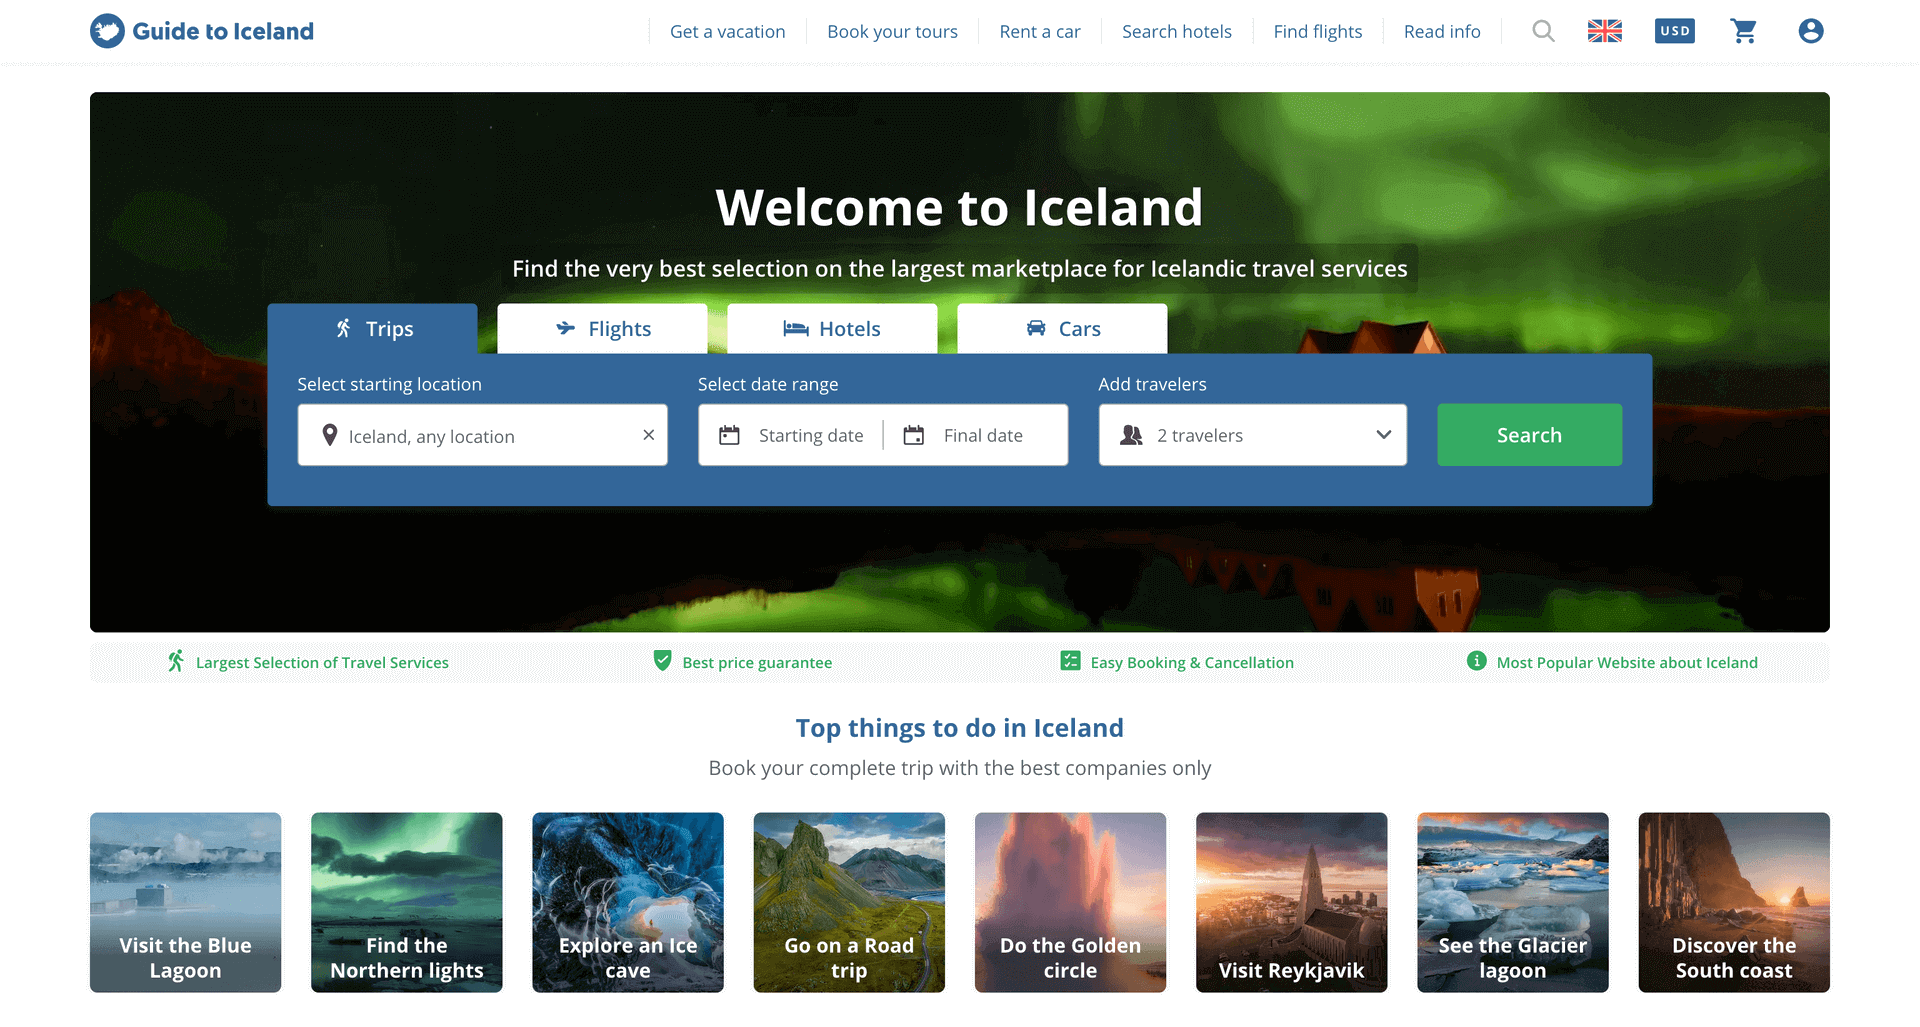 Guide to Iceland
Get a vacation
Book your tours
Rent a car
Search hotels
Find flights
Read info
USD
Welcome to Iceland
Find the very best selection on the largest marketplace for Icelandic travel services
Trips
Flights
Hotels
Cars
Select starting location
Select date range
Add travelers
Iceland, any location
Starting date
Final date
2 travelers
Search
Largest Selection of Travel Services
Best price guarantee
Easy Booking & Cancellation
Most Popular Website about Iceland
Top things to do in Iceland
Book your complete trip with the best companies only
Visit the Blue
Lagoon
Find the
Northern lights
Explore an Ice
cave
Go on a Road
trip
Do the Golden
circle
Visit Reykjavik
See the Glacier
lagoon
Discover the
South coast